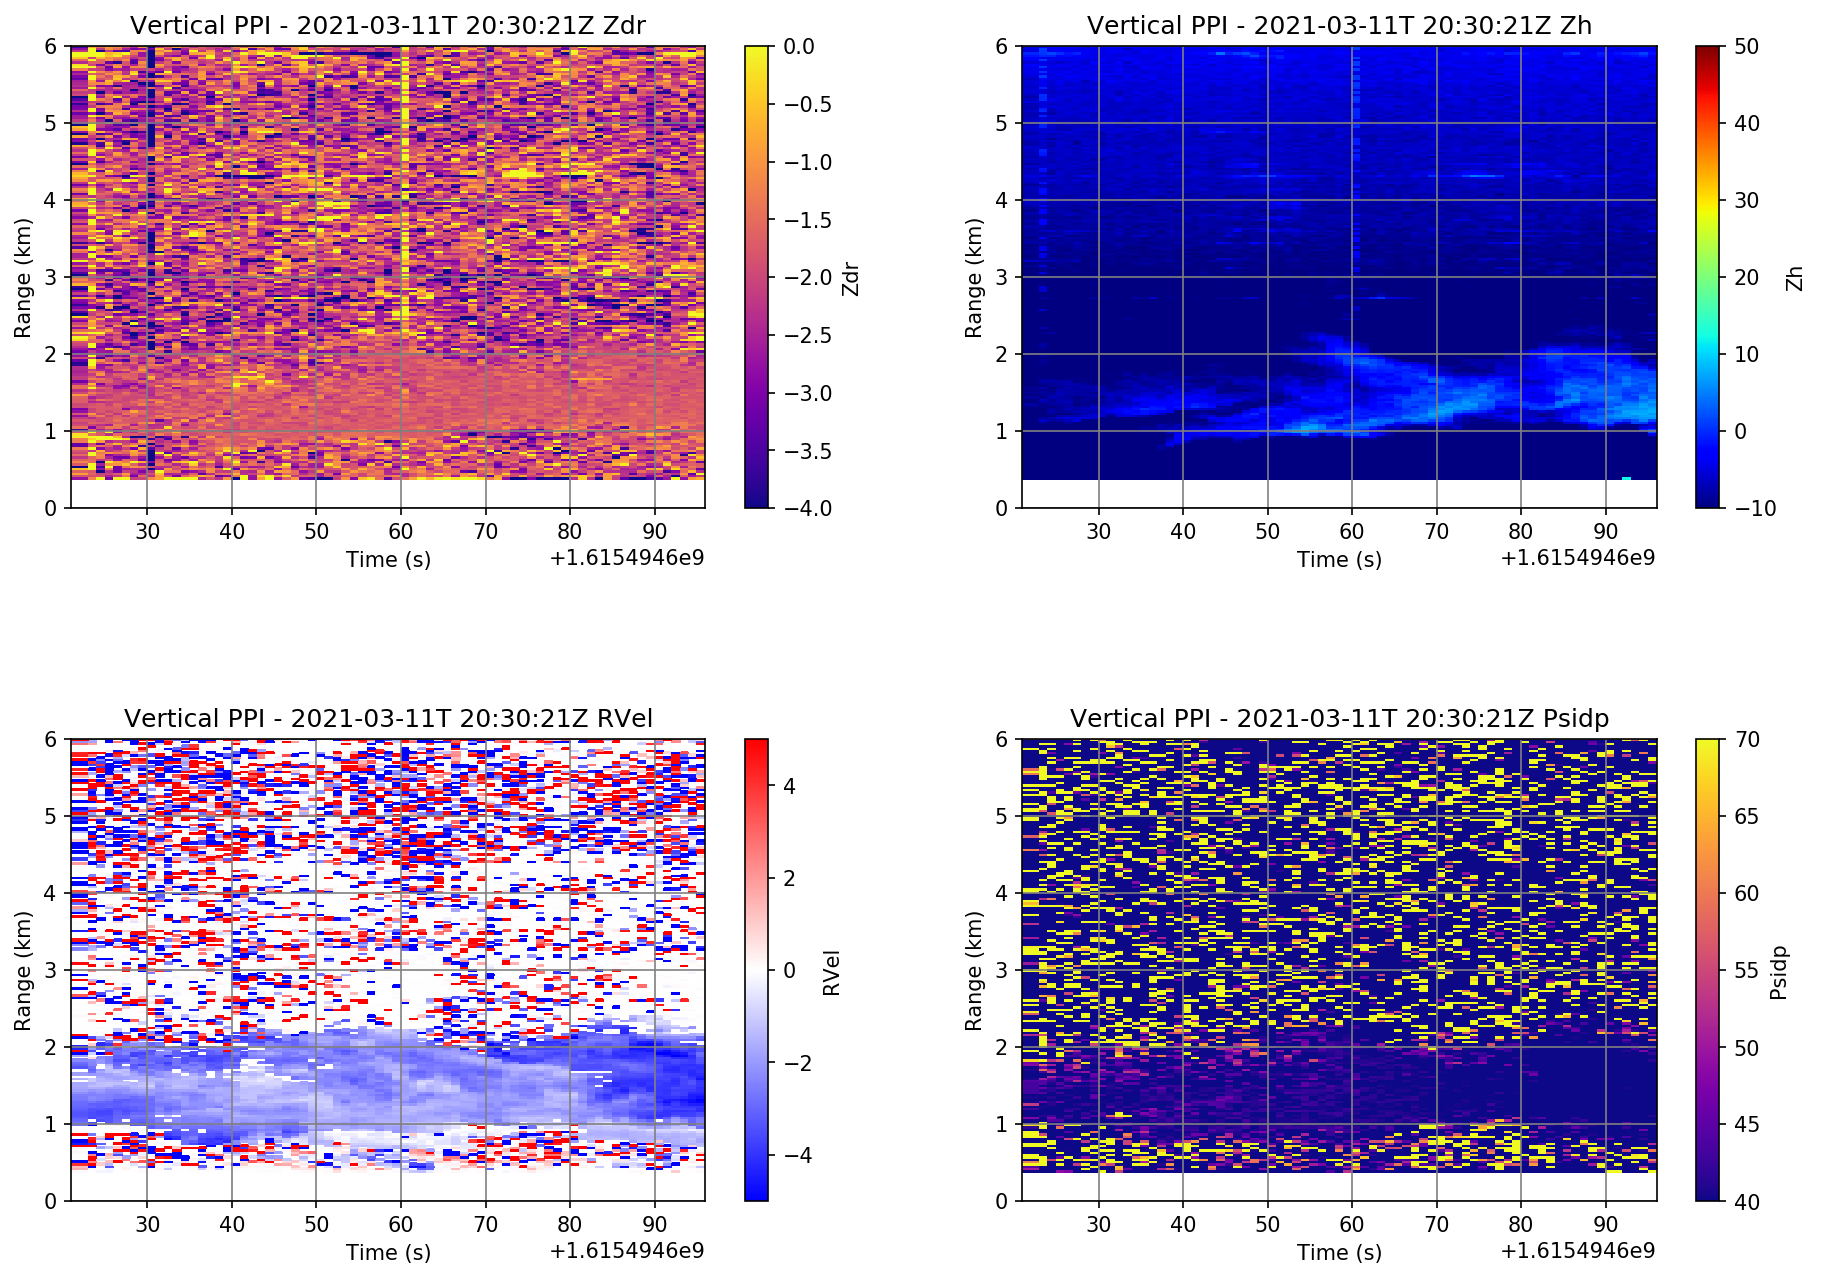 Vertical PPI - 2021-03-11T 20:30:21Z Zdr
6
5
4
3
2
1
0
Range (km)
30 40 50 60 70 80 90
Time (s)
+1.6154946e9
0.0
−0.5
−1.0
−1.5
−2.0
−2.5
−3.0
−3.5
−4.0
Zdr
Vertical PPI - 2021-03-11T 20:30:21Z Zh
6
5
4
3
2
1
0
Range (km)
30 40 50 60 70 80 90
Time (s)
+1.6154946e9
50
40
30
20
10
0
−10
Zh
Vertical PPI - 2021-03-11T 20:30:21Z RVel
6
5
4
3
2
1
0
Range (km)
30 40 50 60 70 80 90
Time (s)
+1.6154946e9
4
2
0
−2
−4
RVel
Vertical PPI - 2021-03-11T 20:30:21Z Psidp
6
5
4
3
2
1
0
Range (km)
30 40 50 60 70 80 90
Time (s)
+1.6154946e9
70
65
60
55
50
45
40
Psidp